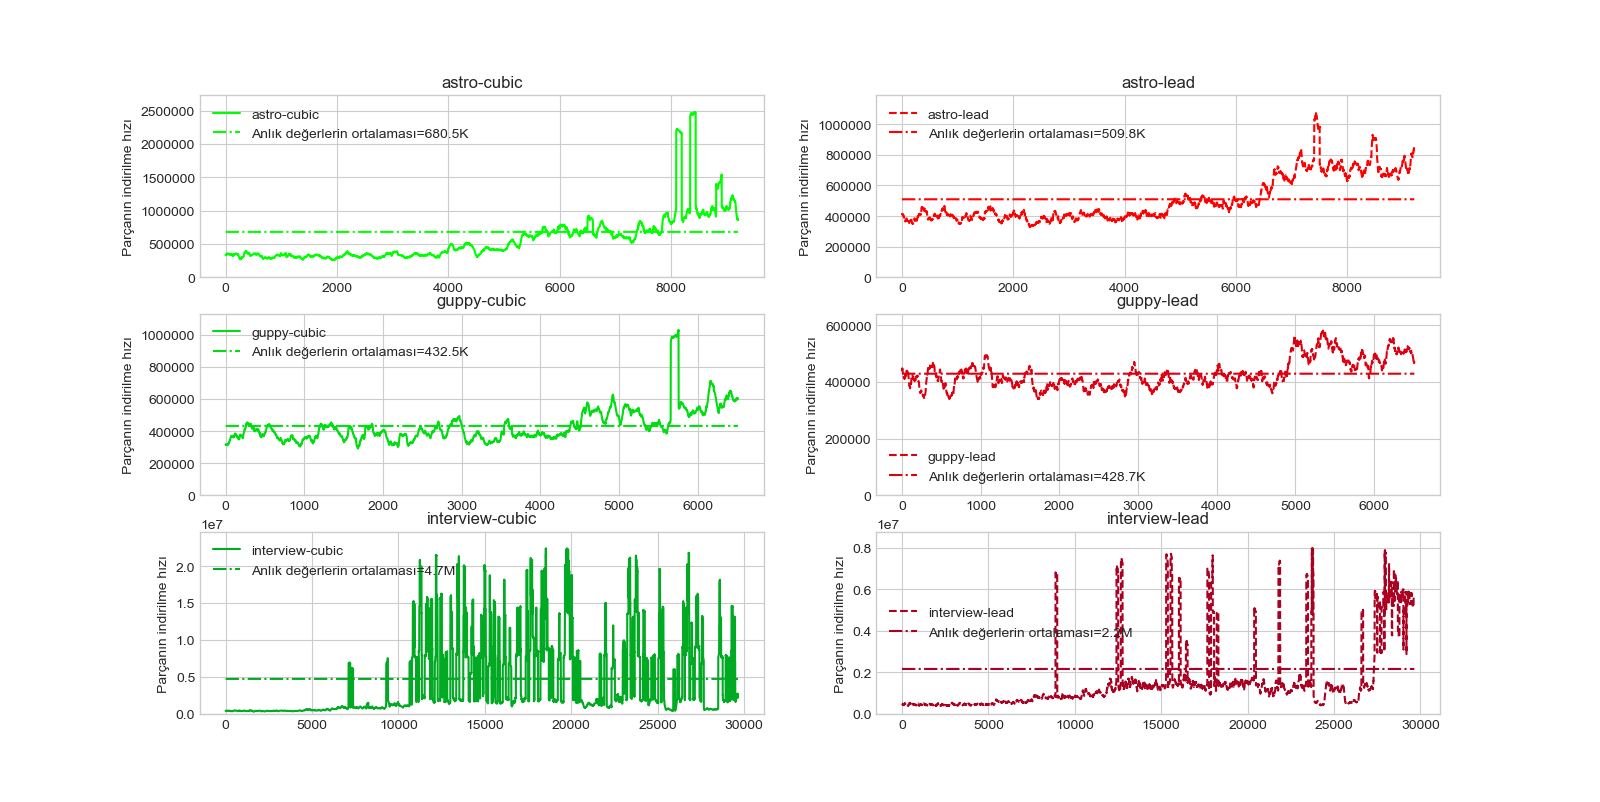 astro-cubic
Parçanın indirilme hızı
2500000
2000000
1500000
1000000
500000
0
astro-cubic
Anlık değerlerin ortalaması=680.5K
0 2000 4000 6000 8000
astro-lead
Parçanın indirilme hızı
1000000
800000
600000
400000
200000
0
astro-lead
Anlık değerlerin ortalaması=509.8K
0 2000 4000 6000 8000
guppy-cubic
Parçanın indirilme hızı
1000000
800000
600000
400000
200000
0
guppy-cubic
Anlık değerlerin ortalaması=432.5K
0 1000 2000 3000 4000 5000 6000
guppy-lead
Parçanın indirilme hızı
600000
400000
200000
0
guppy-lead
Anlık değerlerin ortalaması=428.7K
0 1000 2000 3000 4000 5000 6000
interview-cubic
1e7
Parçanın indirilme hızı
2.0
1.5
1.0
0.5
0.0
interview-cubic
Anlık değerlerin ortalaması=4.7M
0 5000 10000 15000 20000 25000 30000
interview-lead
1e7
Parçanın indirilme hızı
0.8
0.6
0.4
0.2
0.0
interview-lead
Anlık değerlerin ortalaması=2.2M
0 5000 10000 15000 20000 25000 30000